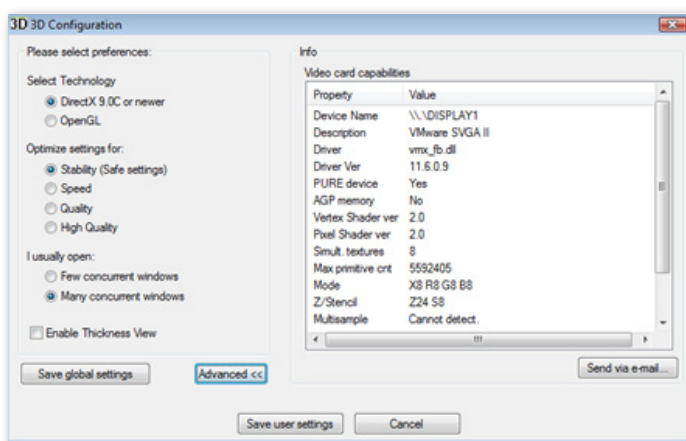 3D 3D Configuration
Please select preferences:
Select Technology
DirectX 9.0C or newer
OpenGL
Optimize settings for:
Stability (Safe settings)
Speed
Quality
High Quality
I usually open:
Few concurrent windows
Many concurrent windows
Enable Thickness View
Save global settings
Advanced <<
Info
Video card capabilities
Property Value
Device Name \\.\DISPLAY1
Description VMware SVGA II
Driver vmx_fb.dll
Driver Ver 11.6.0.9
PURE device Yes
AGP memory No
Vertex Shader ver 2.0
Pixel Shader ver 2.0
Simult. textures 8
Max primitive cnt 5592405
Mode X8 R8 G8 B8
Z/Stencil Z24 S8
Multisample Cannot detect.
Send via e-mail...
Save user settings
Cancel